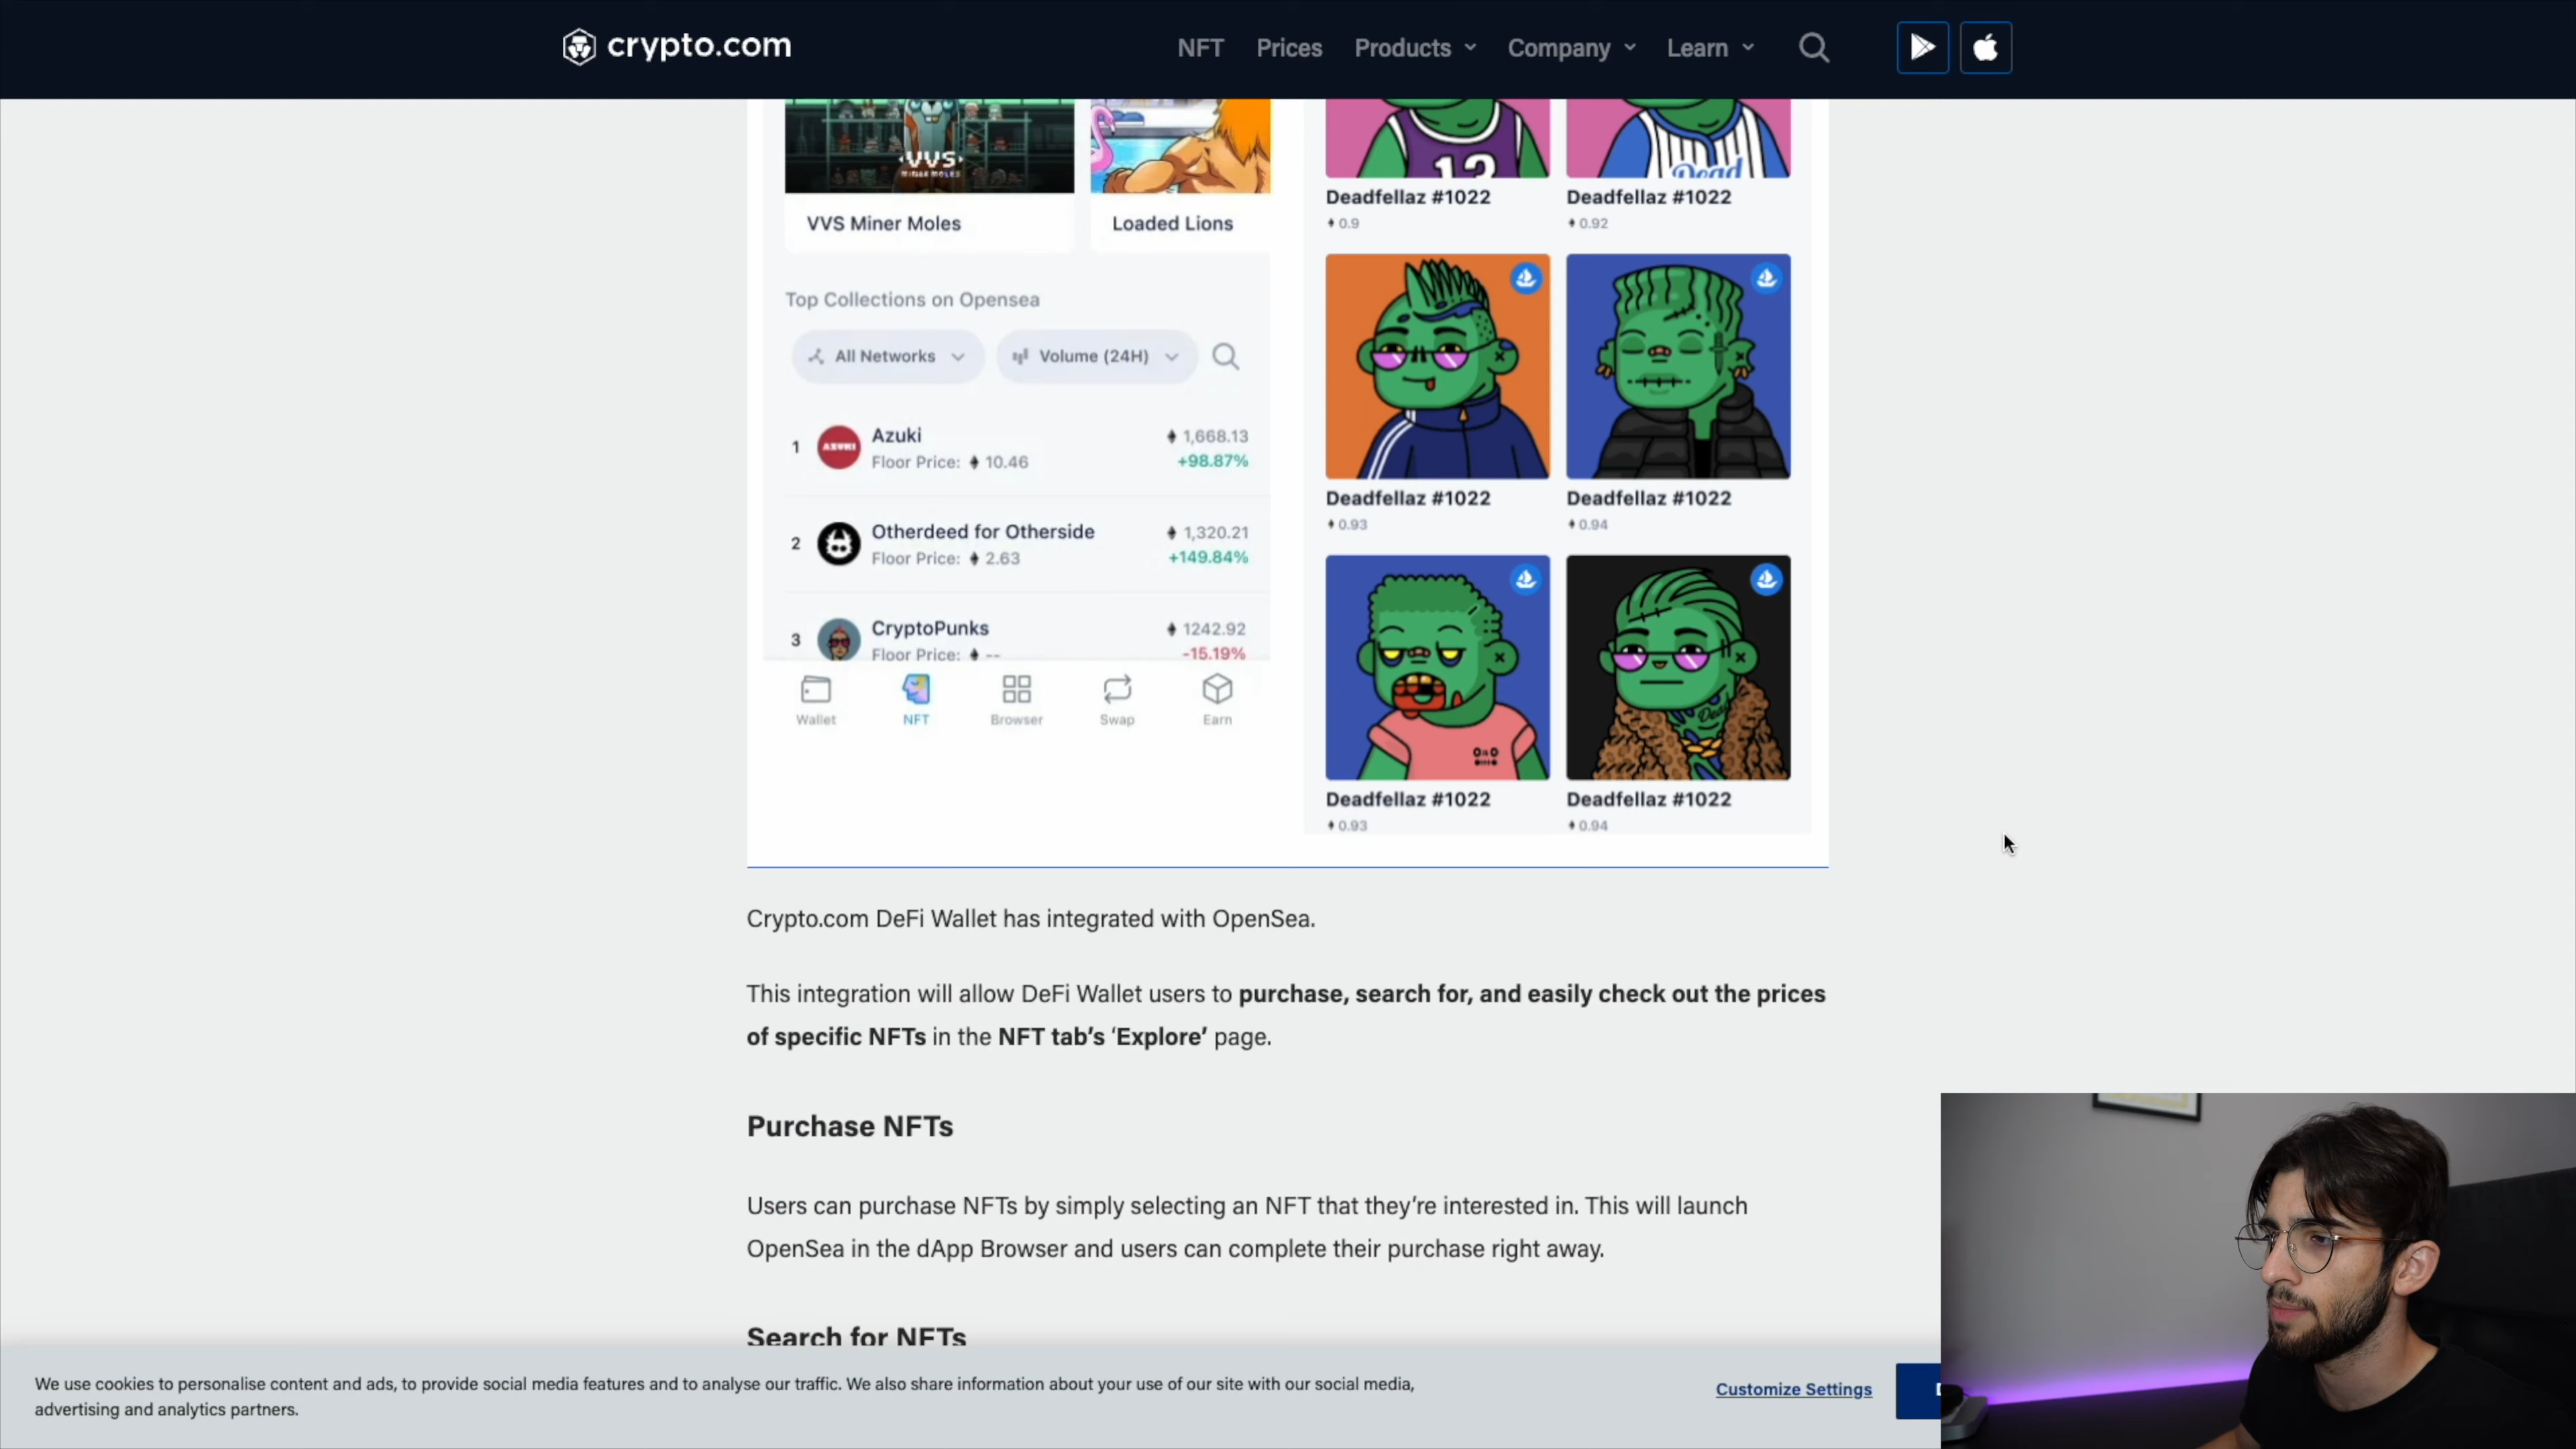 crypto.com
NFT Prices Products Company Learn
VVS
MINER MOLES
VVS Miner Moles
Loaded Lions
Top Collections on Opensea
All Networks
Volume (24H)
1
AZUKI
Azuki
1,668.13
Floor Price: 10.46
+98.87%
2
Otherdeed for Otherside
1,320.21
Floor Price: 2.63
+149.84%
3
CryptoPunks
1242.92
Floor Price: --
-15.19%
Wallet NFT Browser Swap Earn
13
Dead
Deadfellaz #1022
0.9
Deadfellaz #1022
0.92
Deadfellaz #1022
0.93
Deadfellaz #1022
0.94
Deadfellaz #1022
0.93
Deadfellaz #1022
0.94
Crypto.com DeFi Wallet has integrated with OpenSea.
This integration will allow DeFi Wallet users to purchase, search for, and easily check out the prices
of specific NFTs in the NFT tab’s ‘Explore’ page.
Purchase NFTs
Users can purchase NFTs by simply selecting an NFT that they’re interested in. This will launch
OpenSea in the dApp Browser and users can complete their purchase right away.
Search for NFTs
We use cookies to personalise content and ads, to provide social media features and to analyse our traffic. We also share information about your use of our site with our social media,
advertising and analytics partners.
Customize Settings